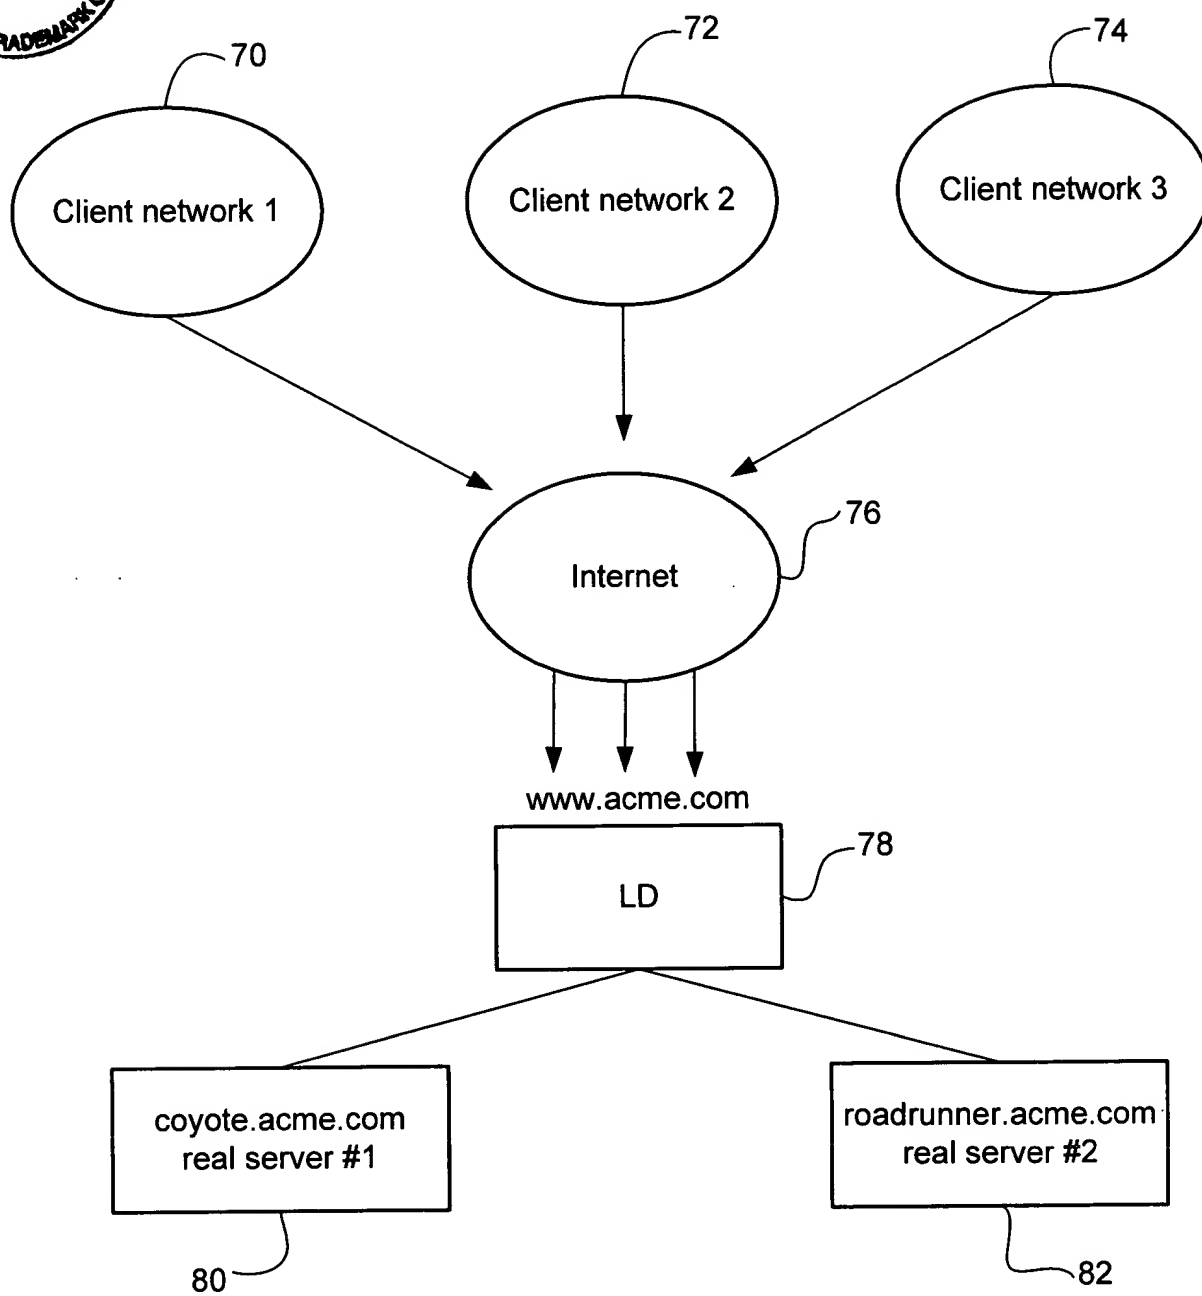 RADEMARK
70
72
74
Client network 1
Client network 2
Client network 3
76
Internet
www.acme.com
78
LD
coyote.acme.com
real server #1
roadrunner.acme.com
real server #2
80
82